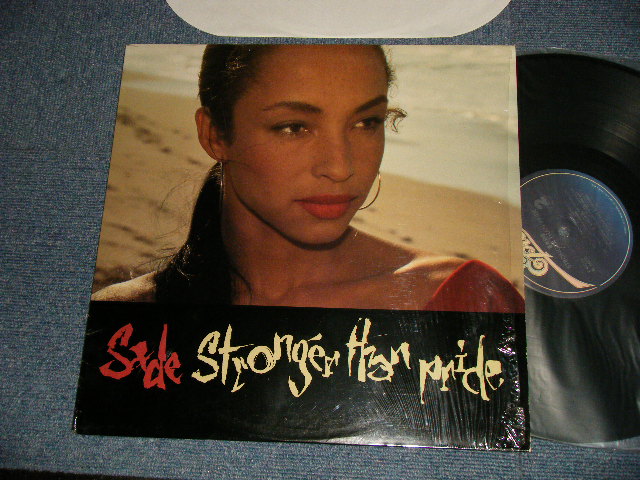 Sade Stronger than pride